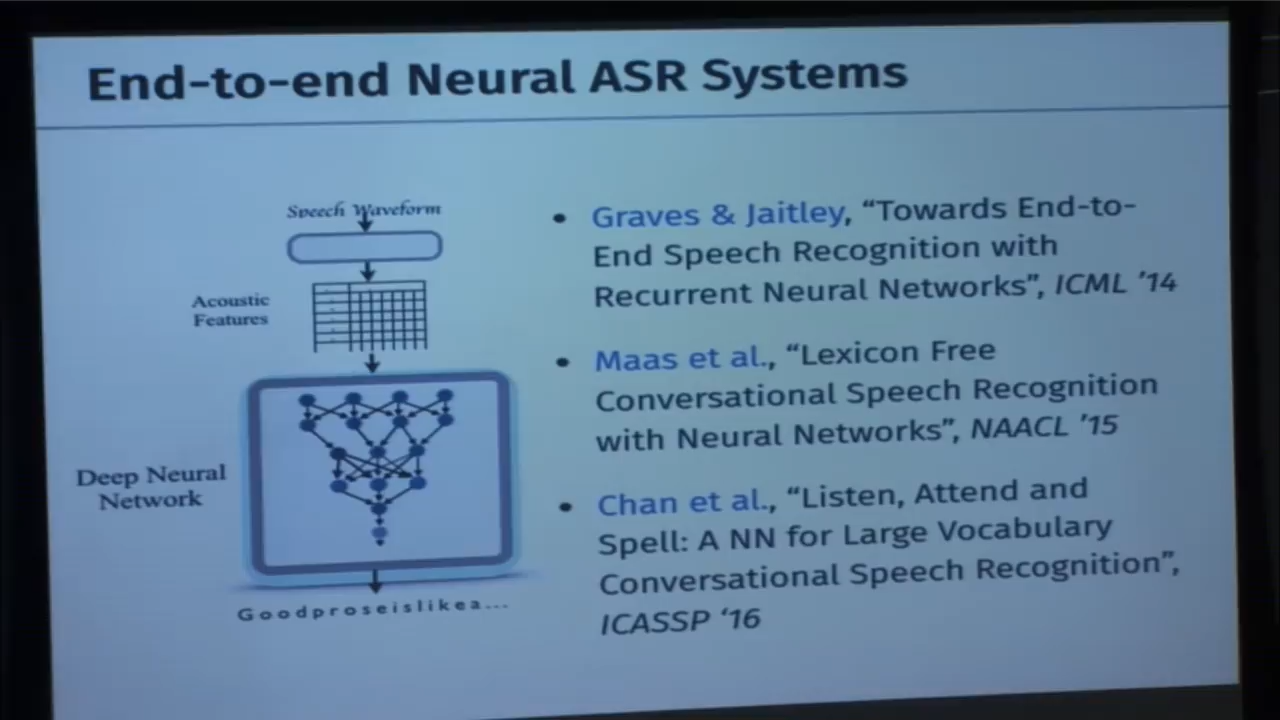 End-to-end Neural ASR Systems
Speech Waveform
Acoustic
Features
Deep Neural
Network
Goodproseislikea...
• Graves & Jaitley, “Towards End-to-
End Speech Recognition with
Recurrent Neural Networks”, ICML ’14
• Maas et al., “Lexicon Free
Conversational Speech Recognition
with Neural Networks”, NAACL ’15
• Chan et al., “Listen, Attend and
Spell: A NN for Large Vocabulary
Conversational Speech Recognition”,
ICASSP ‘16